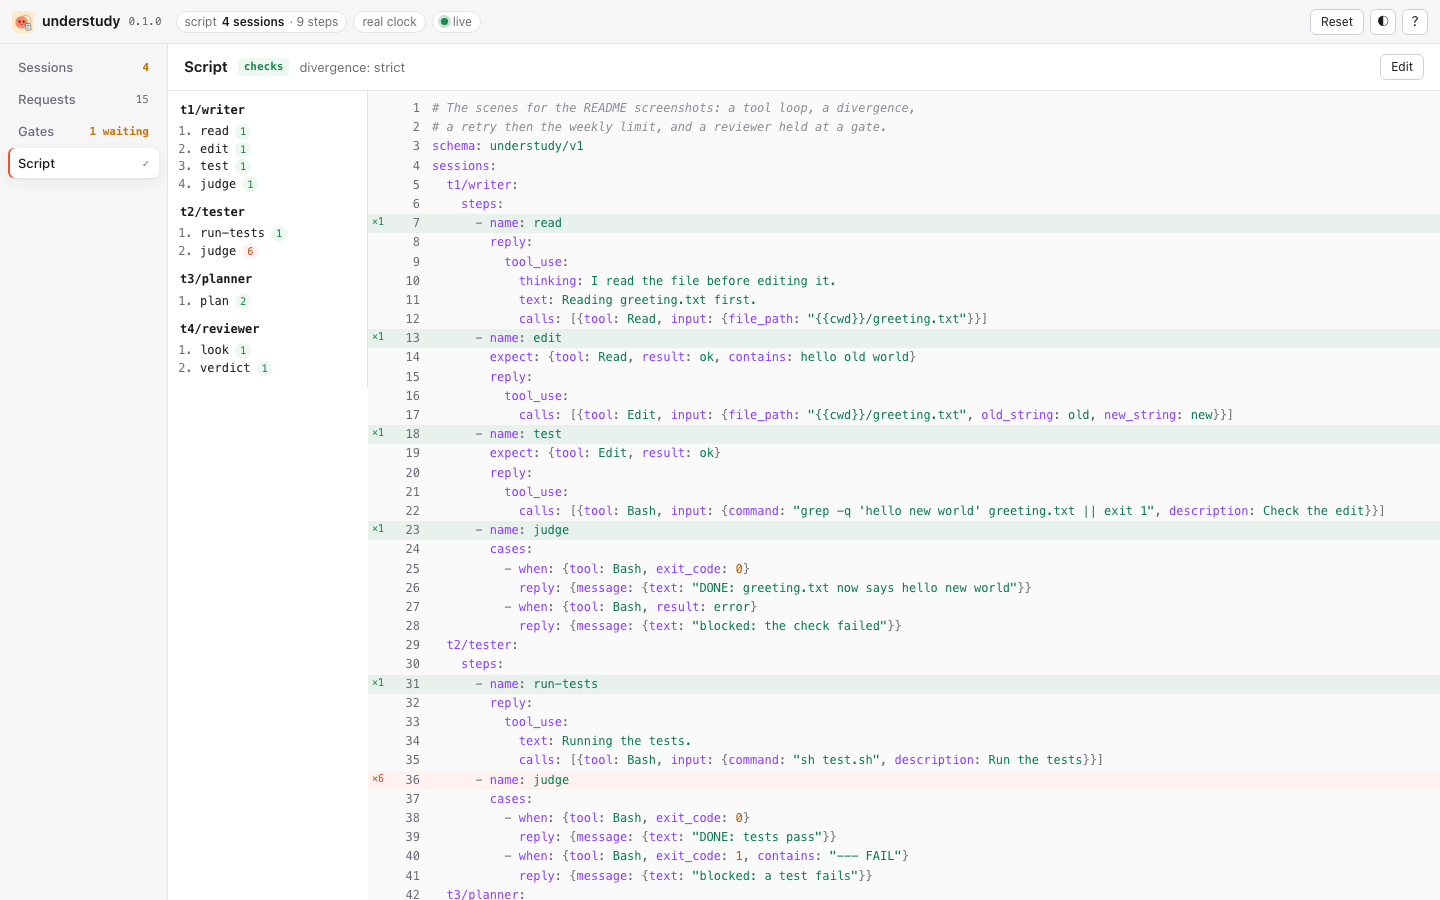 understudy 0.1.0 script 4 sessions · 9 steps real clock live Reset ?
Sessions 4
Requests 15
Gates 1 waiting
Script ✓
Script checks divergence: strict Edit
t1/writer
1. read 1
2. edit 1
3. test 1
4. judge 1
t2/tester
1. run-tests 1
2. judge 6
t3/planner
1. plan 2
t4/reviewer
1. look 1
2. verdict 1
1 # The scenes for the README screenshots: a tool loop, a divergence,
2 # a retry then the weekly limit, and a reviewer held at a gate.
3 schema: understudy/v1
4 sessions:
5 t1/writer:
6 steps:
×1 7 - name: read
8 reply:
9 tool_use:
10 thinking: I read the file before editing it.
11 text: Reading greeting.txt first.
12 calls: [{tool: Read, input: {file_path: "{{cwd}}/greeting.txt"}}]
×1 13 - name: edit
14 expect: {tool: Read, result: ok, contains: hello old world}
15 reply:
16 tool_use:
17 calls: [{tool: Edit, input: {file_path: "{{cwd}}/greeting.txt", old_string: old, new_string: new}}]
×1 18 - name: test
19 expect: {tool: Edit, result: ok}
20 reply:
21 tool_use:
22 calls: [{tool: Bash, input: {command: "grep -q 'hello new world' greeting.txt || exit 1", description: Check the edit}}]
×1 23 - name: judge
24 cases:
25 - when: {tool: Bash, exit_code: 0}
26 reply: {message: {text: "DONE: greeting.txt now says hello new world"}}
27 - when: {tool: Bash, result: error}
28 reply: {message: {text: "blocked: the check failed"}}
29 t2/tester:
30 steps:
×1 31 - name: run-tests
32 reply:
33 tool_use:
34 text: Running the tests.
35 calls: [{tool: Bash, input: {command: "sh test.sh", description: Run the tests}}]
×6 36 - name: judge
37 cases:
38 - when: {tool: Bash, exit_code: 0}
39 reply: {message: {text: "DONE: tests pass"}}
40 - when: {tool: Bash, exit_code: 1, contains: "--- FAIL"}
41 reply: {message: {text: "blocked: a test fails"}}
42 t3/planner: